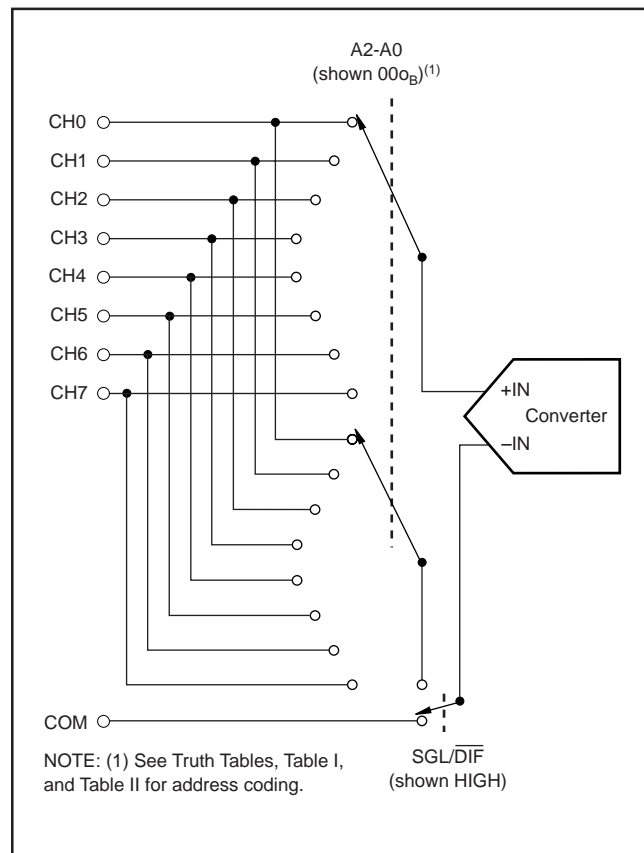 A2-A0
(shown 00oB)(1)
CH0
CH1
CH2
CH3
CH4
CH5
CH6
CH7
+IN
Converter
–IN
COM
SGL/DIF
(shown HIGH)
NOTE: (1) See Truth Tables, Table I,
and Table II for address coding.